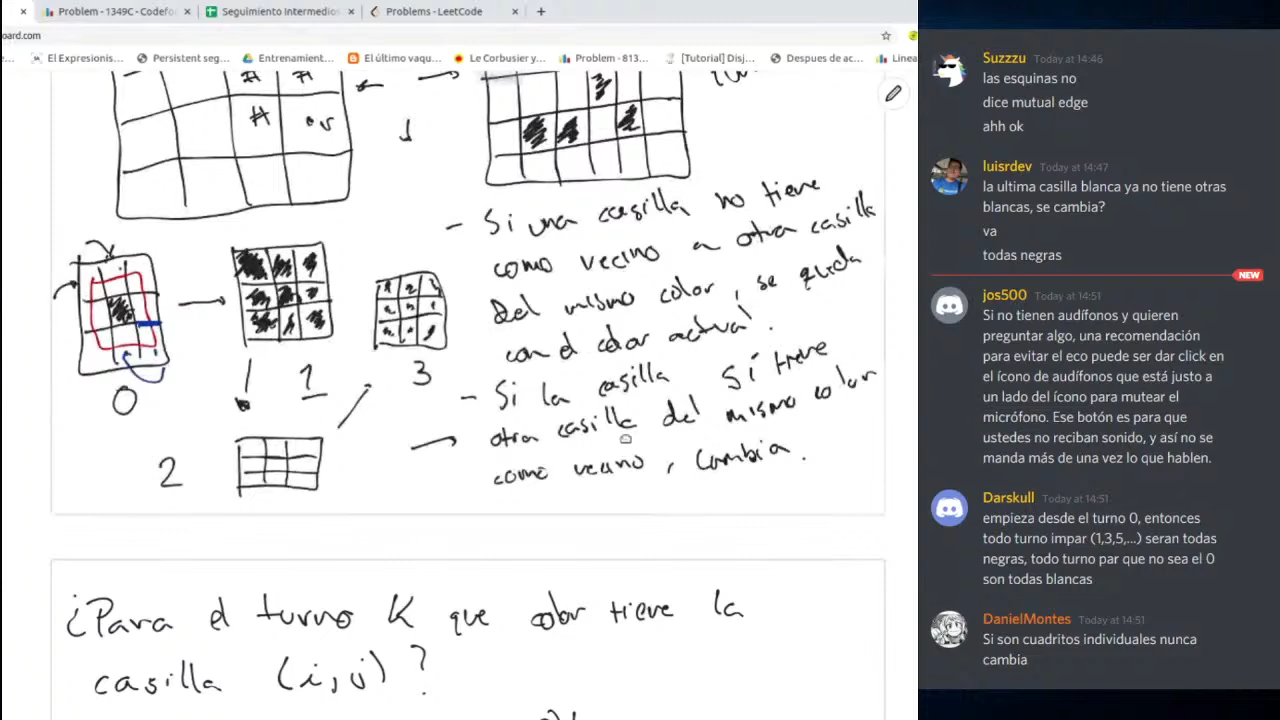 Problem - 1349C - Codefo
Seguimiento Intermedios
Problems - LeetCode
oard.com
El Expresionis...
Persistent seg...
Entrenamiento...
El último vaqu...
Le Corbusier y...
Problem - 813...
[Tutorial] Disj...
Despues de ac...
Linea
- Si una casilla no tiene
como vecino a otra casilla
del mismo color, se queda
con el color actual.
- Si la casilla sí tiene
otra casilla del mismo color
como vecino, cambia.
0
1
3
2
¿Para el turno K que color tiene la
casilla (i,j)?
Suzzzu Today at 14:46
las esquinas no
dice mutual edge
ahh ok
luisrdev Today at 14:47
la ultima casilla blanca ya no tiene otras
blancas, se cambia?
va
todas negras
NEW
jos500 Today at 14:51
Si no tienen audífonos y quieren
preguntar algo, una recomendación
para evitar el eco puede ser dar click en
el ícono de audífonos que está justo a
un lado del ícono para mutear el
micrófono. Ese botón es para que
ustedes no reciban sonido, y así no se
manda más de una vez lo que hablen.
Darskull Today at 14:51
empieza desde el turno 0, entonces
todo turno impar (1,3,5,...) seran todas
negras, todo turno par que no sea el 0
son todas blancas
DanielMontes Today at 14:51
Si son cuadritos individuales nunca
cambia